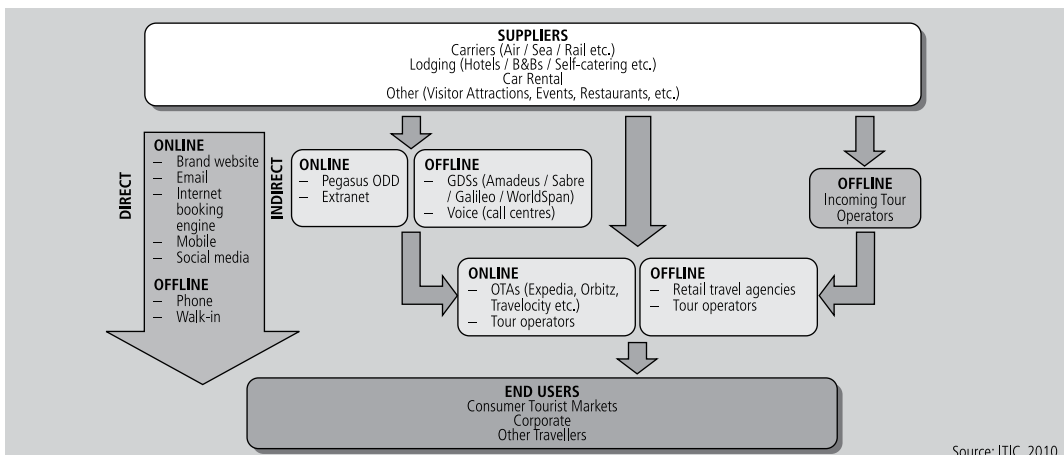 SUPPLIERS
Carriers (Air / Sea / Rail etc.)
Lodging (Hotels / B&Bs / Self-catering etc.)
Car Rental
Other (Visitor Attractions, Events, Restaurants, etc.)
DIRECT
ONLINE
– Brand website
– Email
– Internet
booking
engine
– Mobile
– Social media
OFFLINE
– Phone
– Walk-in
INDIRECT
ONLINE
– Pegasus ODD
– Extranet
OFFLINE
– GDSs (Amadeus / Sabre
/ Galileo / WorldSpan)
– Voice (call centres)
OFFLINE
Incoming Tour
Operators
ONLINE
– OTAs (Expedia, Orbitz,
Travelocity etc.)
– Tour operators
OFFLINE
– Retail travel agencies
– Tour operators
END USERS
Consumer Tourist Markets
Corporate
Other Travellers
Source: ITIC, 2010